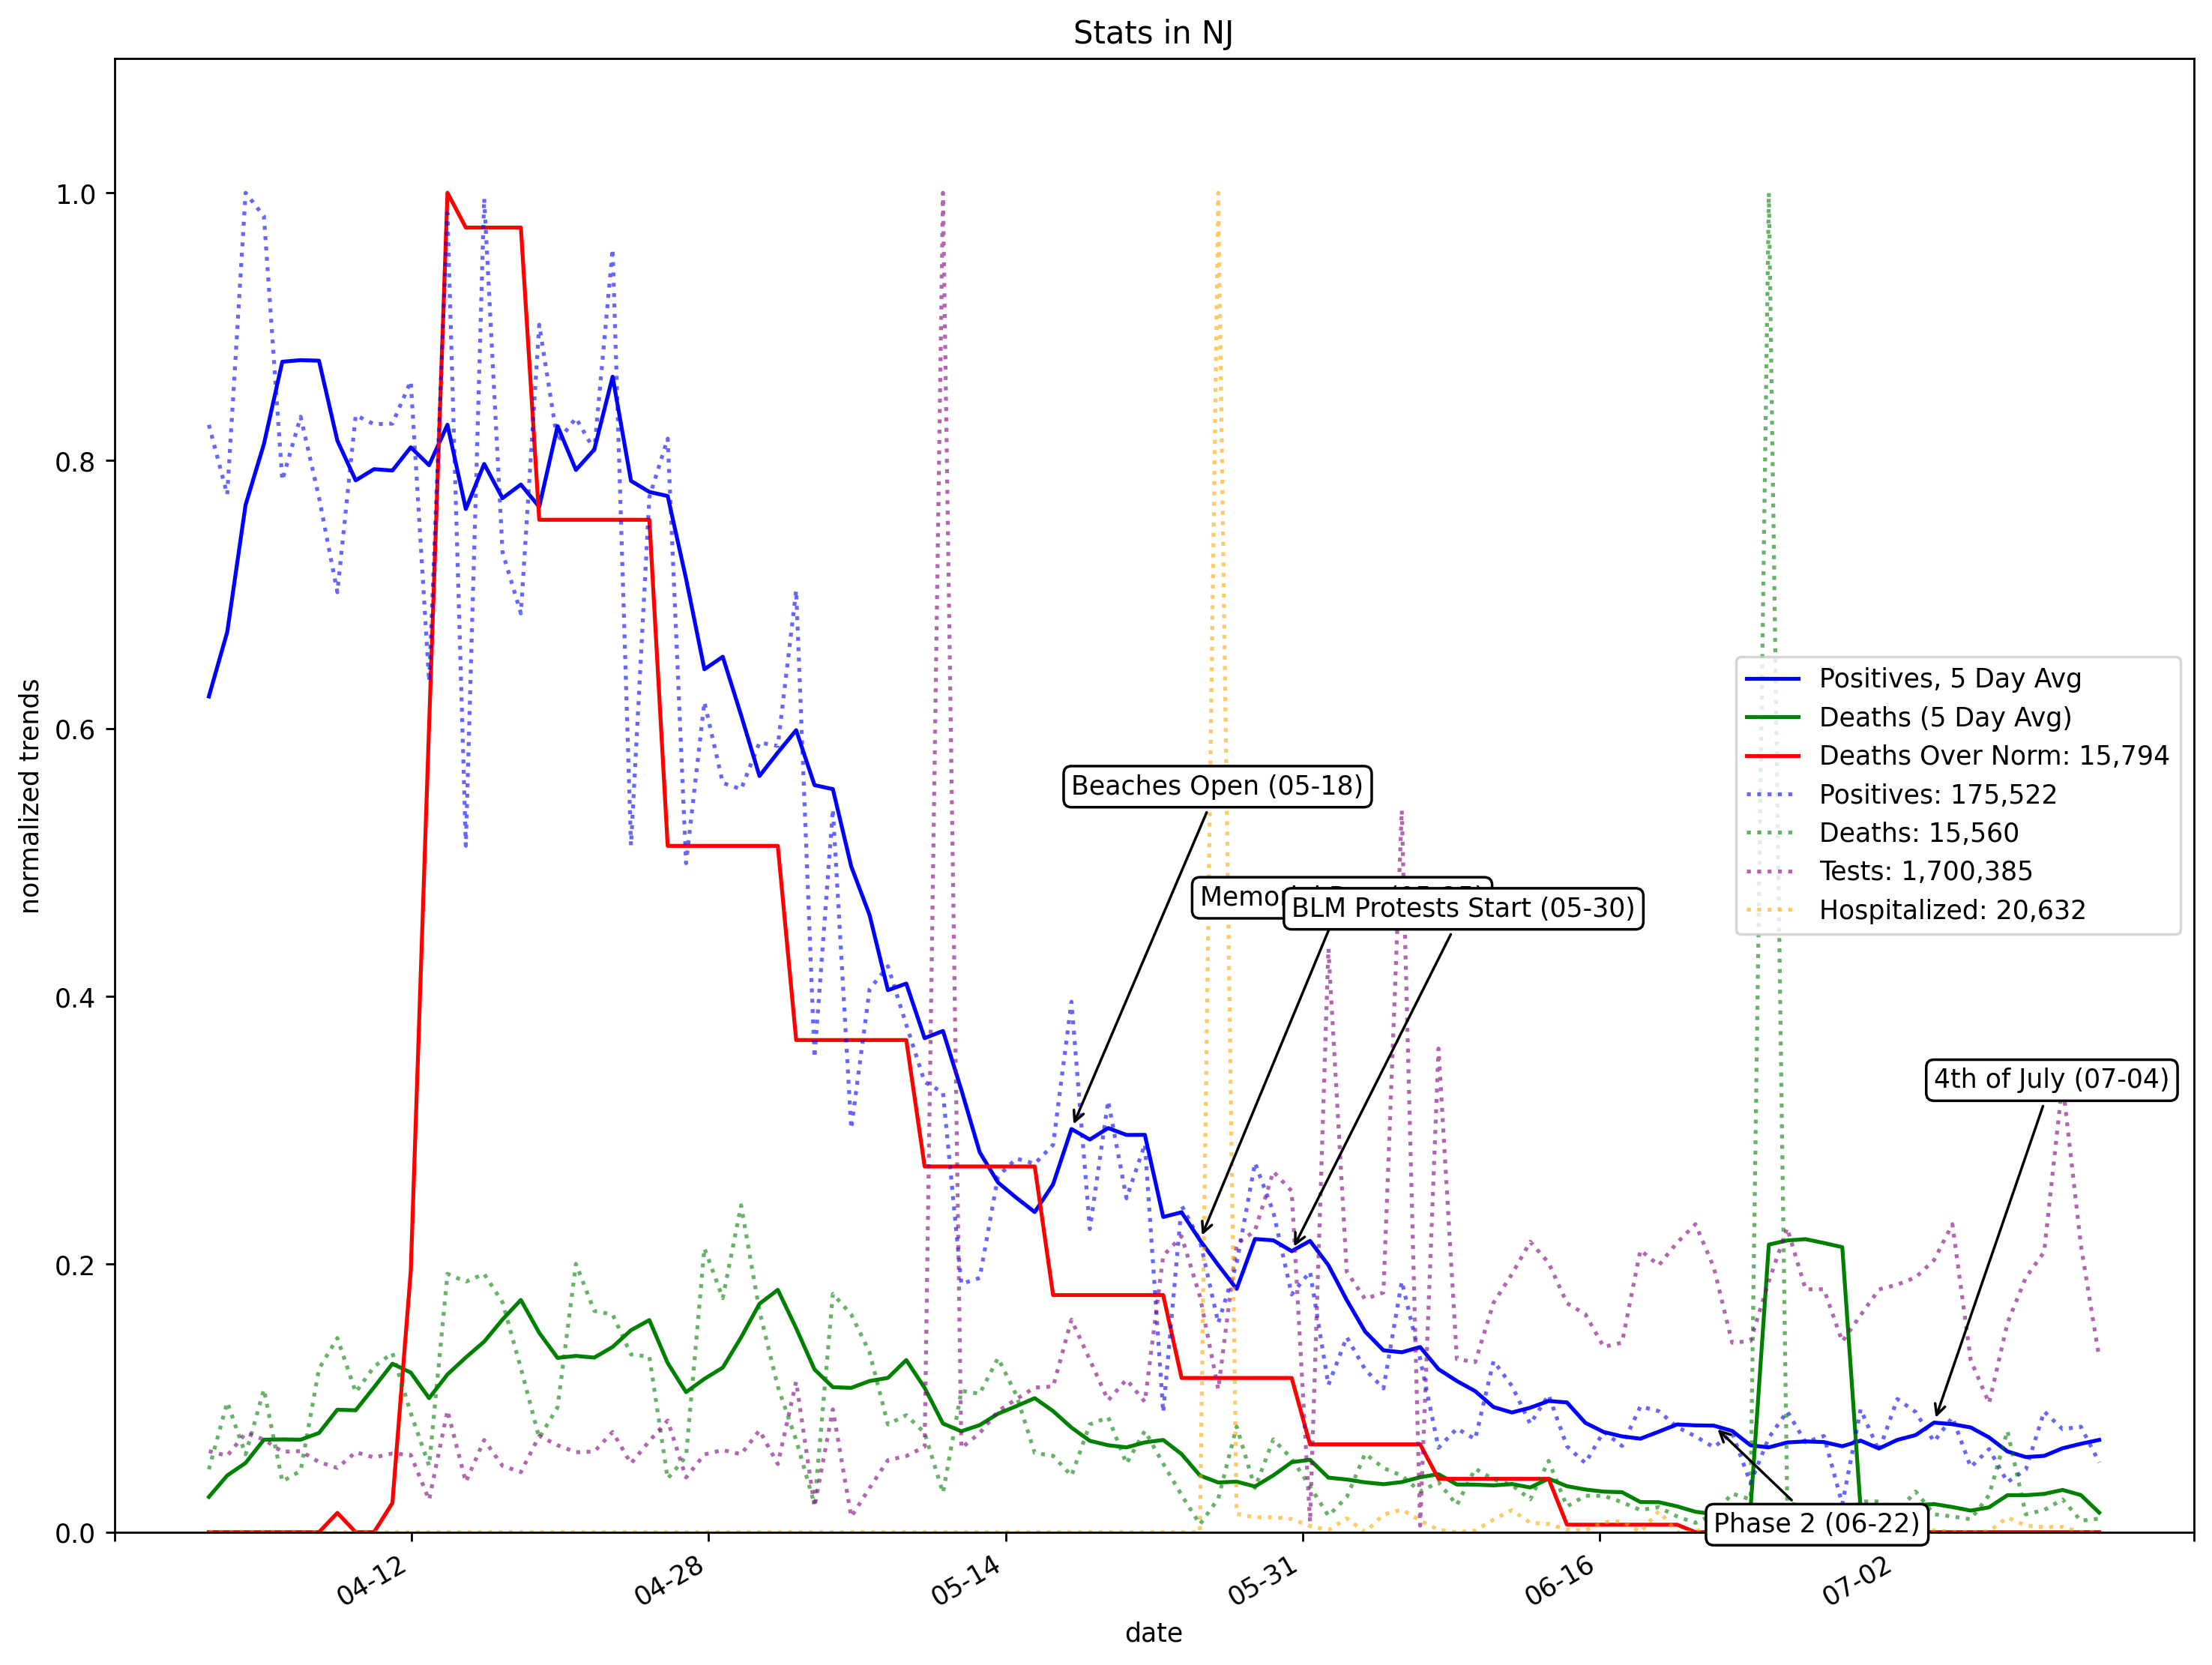 Stats in NJ
1.0
0.8
0.6
0.4
0.2
0.0
normalized trends
Positives, 5 Day Avg
Deaths (5 Day Avg)
Deaths Over Norm: 15,794
Positives: 175,522
Deaths: 15,560
Tests: 1,700,385
Hospitalized: 20,632
Beaches Open (05-18)
BLM Protests Start (05-30)
4th of July (07-04)
Phase 2 (06-22)
04-12
04-28
05-14
05-31
06-16
07-02
date